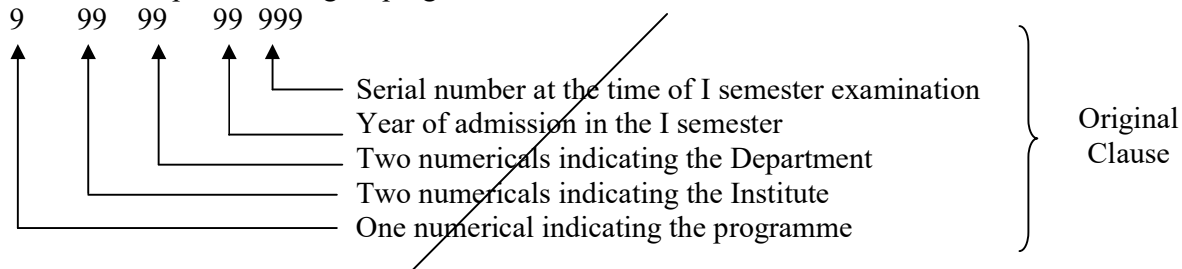 9 99 99 99 999
Serial number at the time of I semester examination
Year of admission in the I semester
Two numericals indicating the Department
Two numericals indicating the Institute
One numerical indicating the programme
Original
Clause